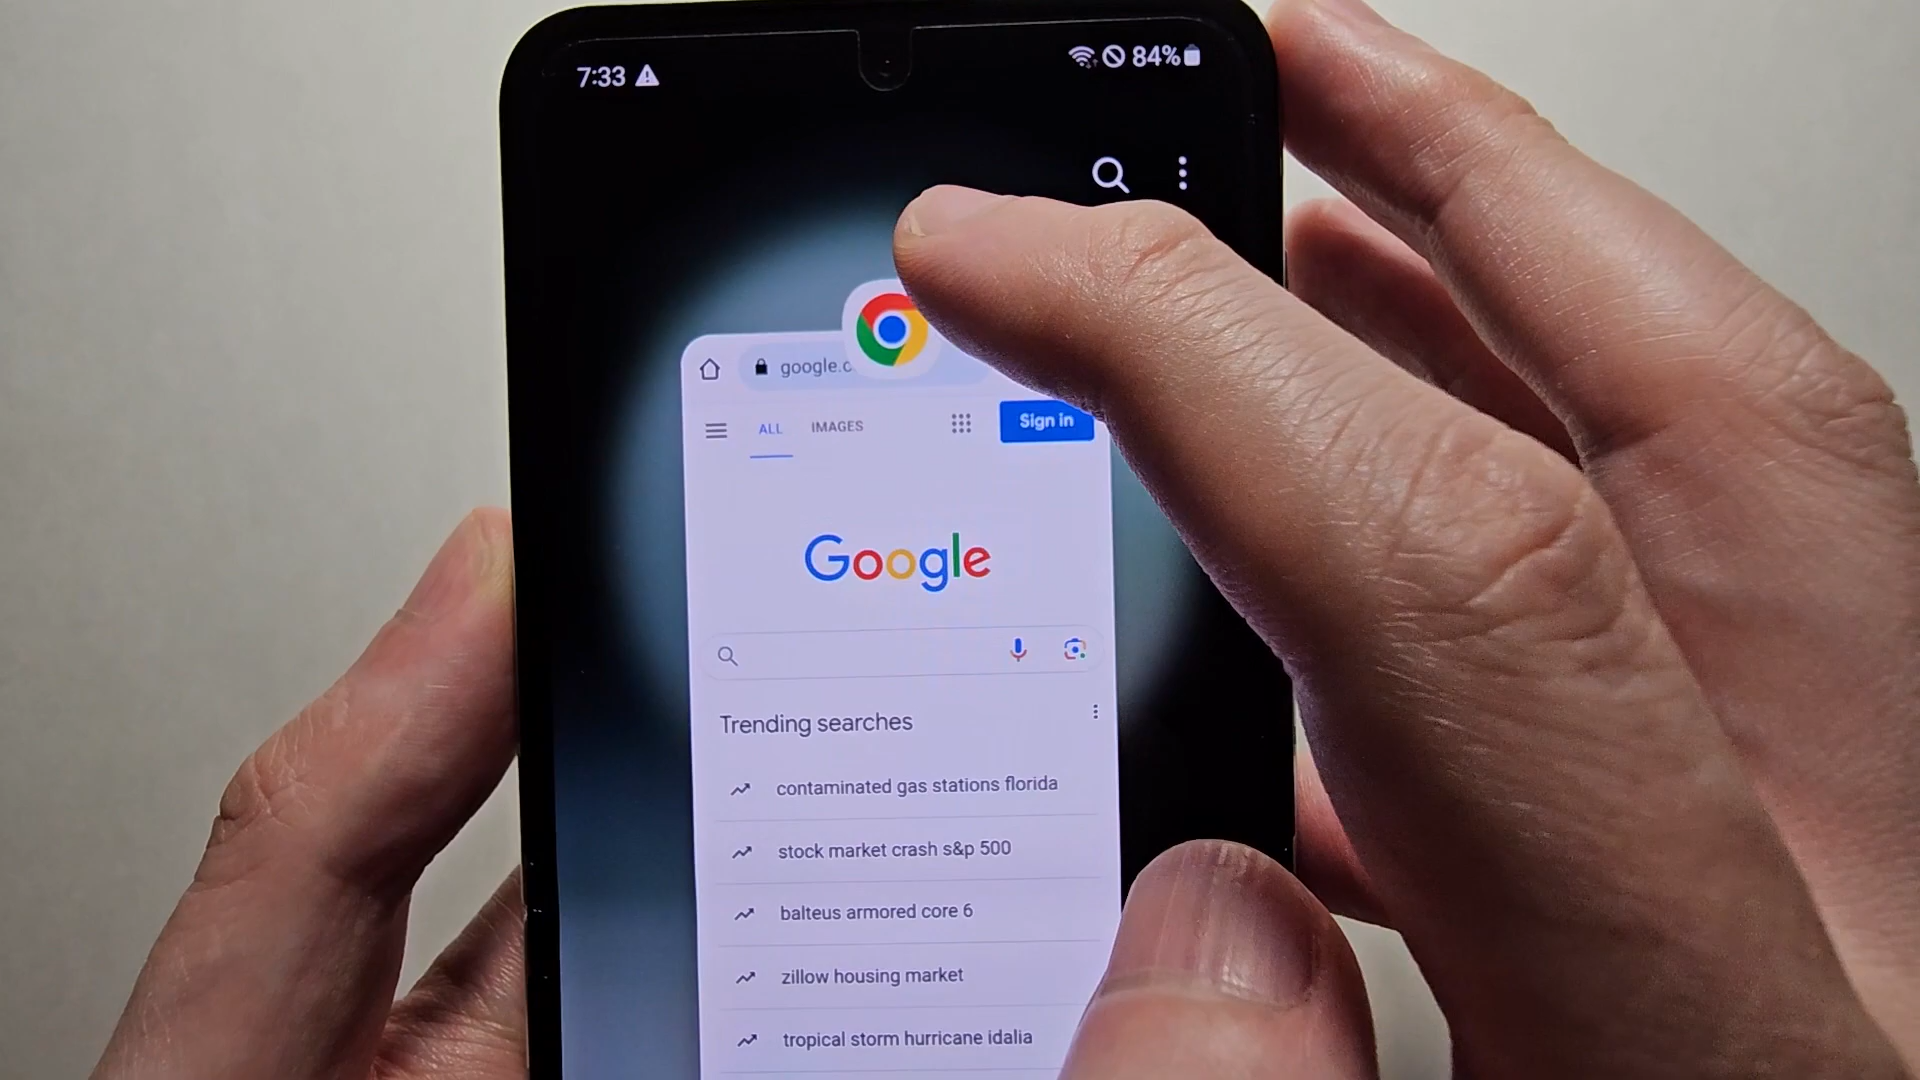 7:33 84%
google.c
ALL IMAGES Sign in
Google
Trending searches
contaminated gas stations florida
stock market crash s&p 500
balteus armored core 6
zillow housing market
tropical storm hurricane idalia